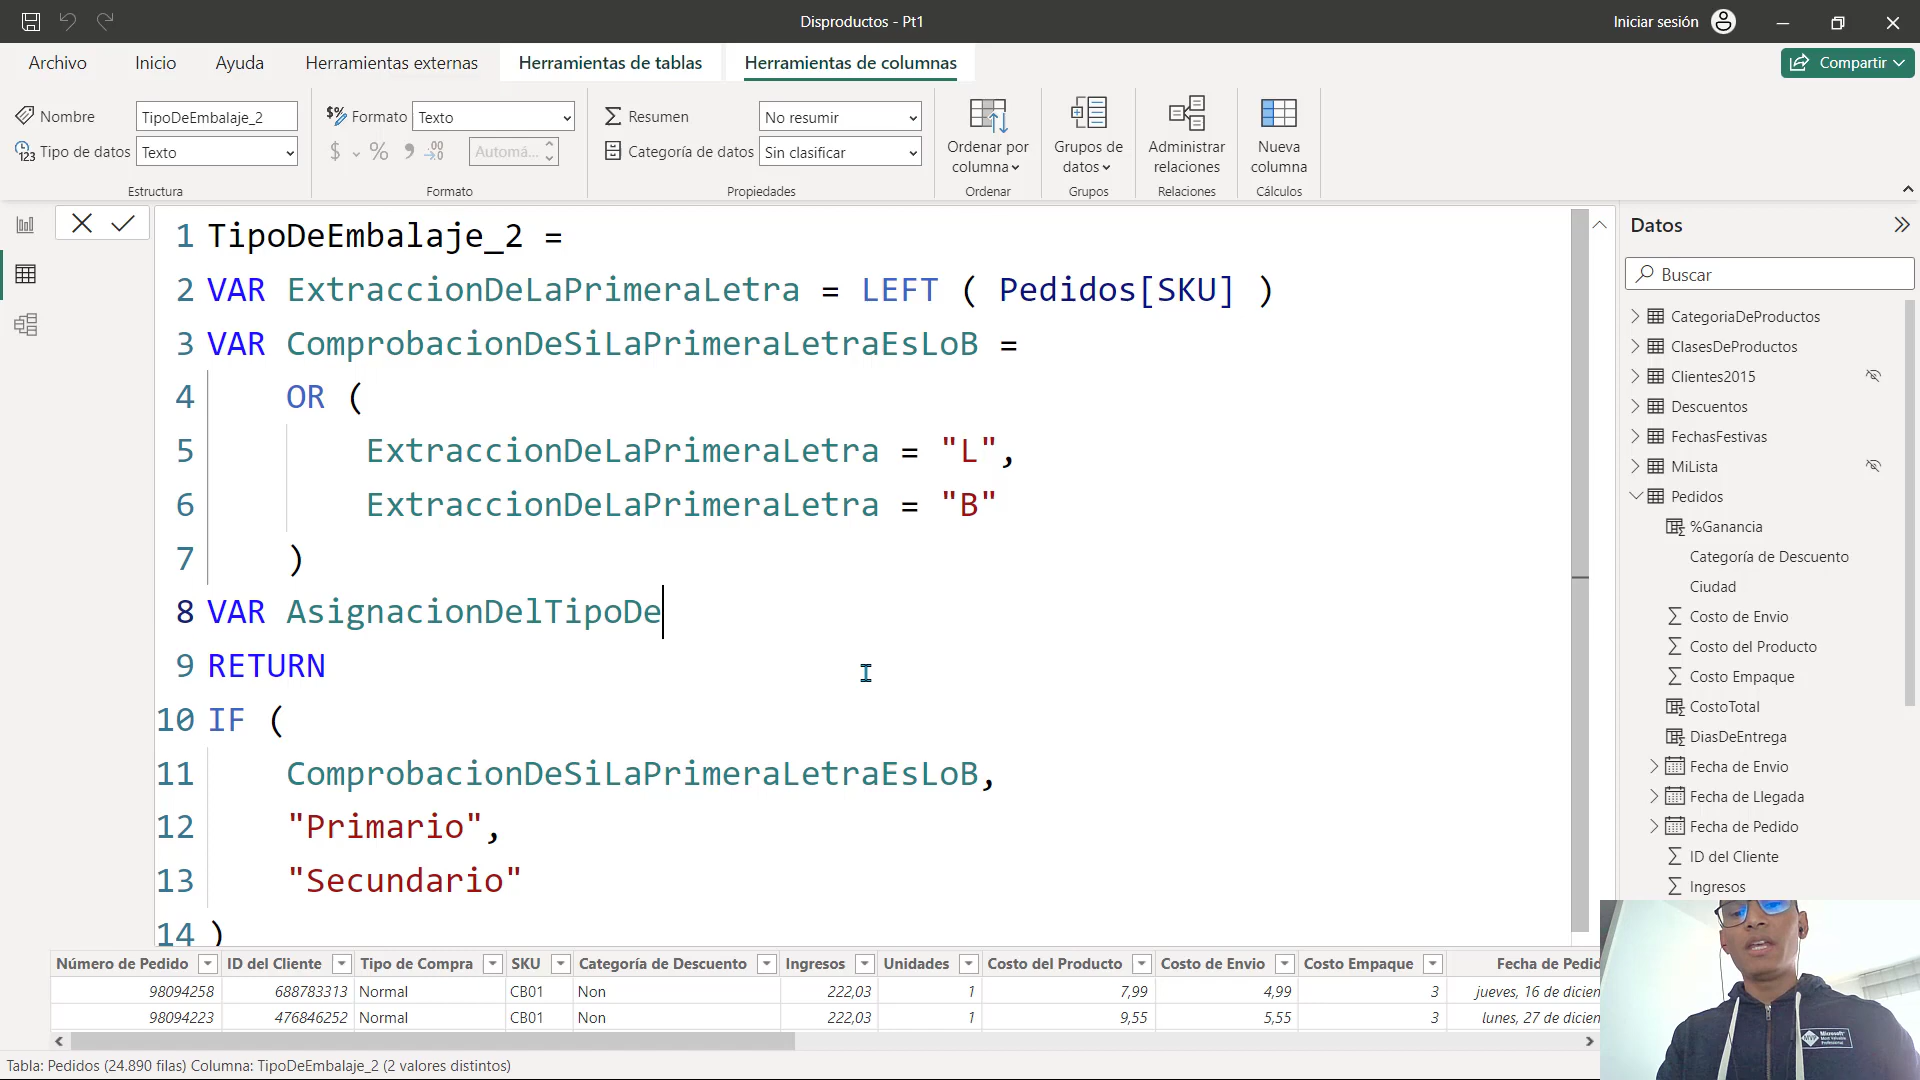 Disproductos - Pt1
Iniciar sesión
Archivo Inicio Ayuda Herramientas externas Herramientas de tablas Herramientas de columnas
Compartir
Nombre TipoDeEmbalaje_2
Tipo de datos Texto
Estructura
Formato Texto
$ % , .00 Automá...
Formato
Resumen No resumir
Categoría de datos Sin clasificar
Propiedades
Ordenar por columna
Ordenar
Grupos de datos
Grupos
Administrar relaciones
Relaciones
Nueva columna
Cálculos
1 TipoDeEmbalaje_2 =
2 VAR ExtraccionDeLaPrimeraLetra = LEFT ( Pedidos[SKU] )
3 VAR ComprobacionDeSiLaPrimeraLetraEsLoB =
4 OR (
5 ExtraccionDeLaPrimeraLetra = "L",
6 ExtraccionDeLaPrimeraLetra = "B"
7 )
8 VAR AsignacionDelTipoDe
9 RETURN
10 IF (
11 ComprobacionDeSiLaPrimeraLetraEsLoB,
12 "Primario",
13 "Secundario"
14 )
Datos
Buscar
CategoriaDeProductos
ClasesDeProductos
Clientes2015
Descuentos
FechasFestivas
MiLista
Pedidos
%Ganancia
Categoría de Descuento
Ciudad
Costo de Envio
Costo del Producto
Costo Empaque
CostoTotal
DiasDeEntrega
Fecha de Envio
Fecha de Llegada
Fecha de Pedido
ID del Cliente
Ingresos
Número de Pedido ID del Cliente Tipo de Compra SKU Categoría de Descuento Ingresos Unidades Costo del Producto Costo de Envio Costo Empaque Fecha de Pedic
98094258 688783313 Normal CB01 Non 222,03 1 7,99 4,99 3 jueves, 16 de dicien
98094223 476846252 Normal CB01 Non 222,03 1 9,55 5,55 3 lunes, 27 de dicien
Tabla: Pedidos (24.890 filas) Columna: TipoDeEmbalaje_2 (2 valores distintos)